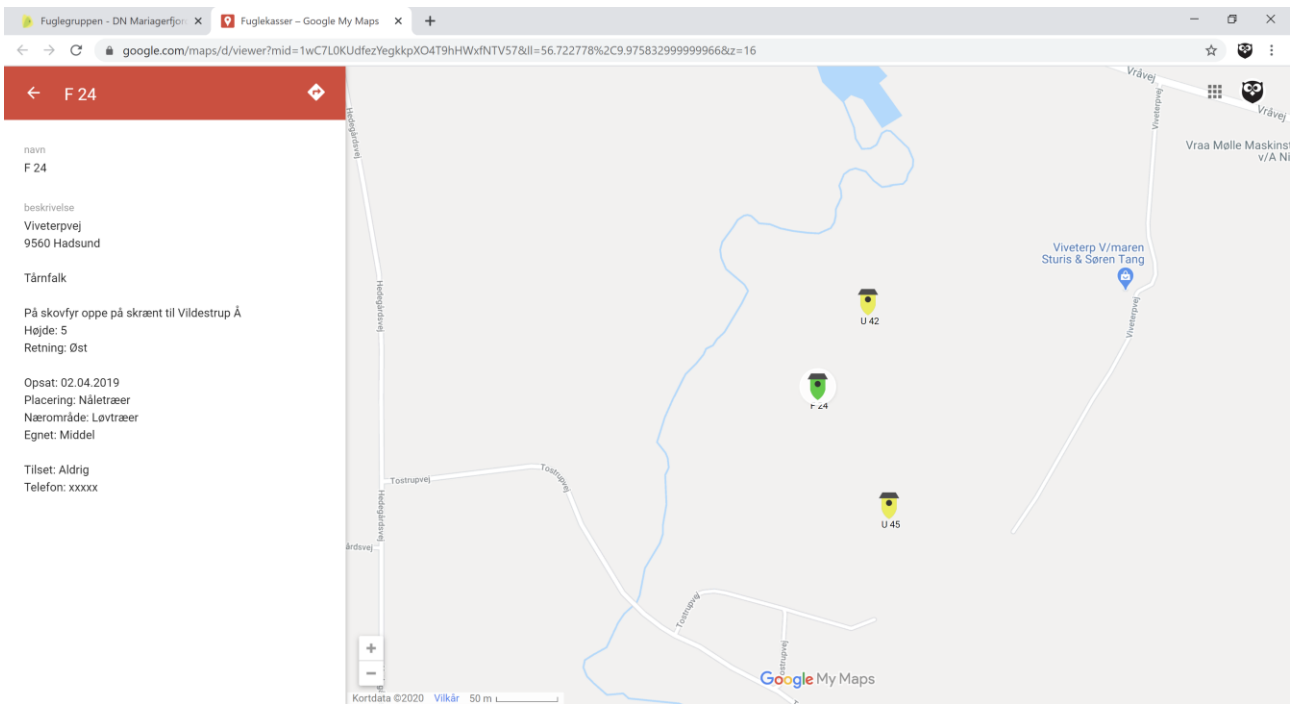 Fuglegruppen - DN Mariagerfjor
Fuglekasser – Google My Maps
google.com/maps/d/viewer?mid=1wC7L0KUdfezYegkkpXO4T9hHWxfNTV57&ll=56.722778%2C9.9758329999999966&z=16
F 24
navn
F 24
beskrivelse
Viveterpvej
9560 Hadsund
Tårnfalk
På skovfyr oppe på skrænt til Vildestrup Å
Højde: 5
Retning: Øst
Opsat: 02.04.2019
Placering: Nåletræer
Nærområde: Løvtræer
Egnet: Middel
Tilset: Aldrig
Telefon: xxxxx
Vråvej
Vråvej
Viveterpvej
Hedegårdsvej
Vraa Mølle Maskinst
v/A Ni
Viveterp V/maren
Sturis & Søren Tang
Hedegårdsvej
Viveterpvej
U 42
F 24
Tostrupvej
Tostrupvej
Hedegårdsvej
U 45
årdsvej
Tostrupvej
Tostrupvej
Google My Maps
Kortdata ©2020 Vilkår 50 m